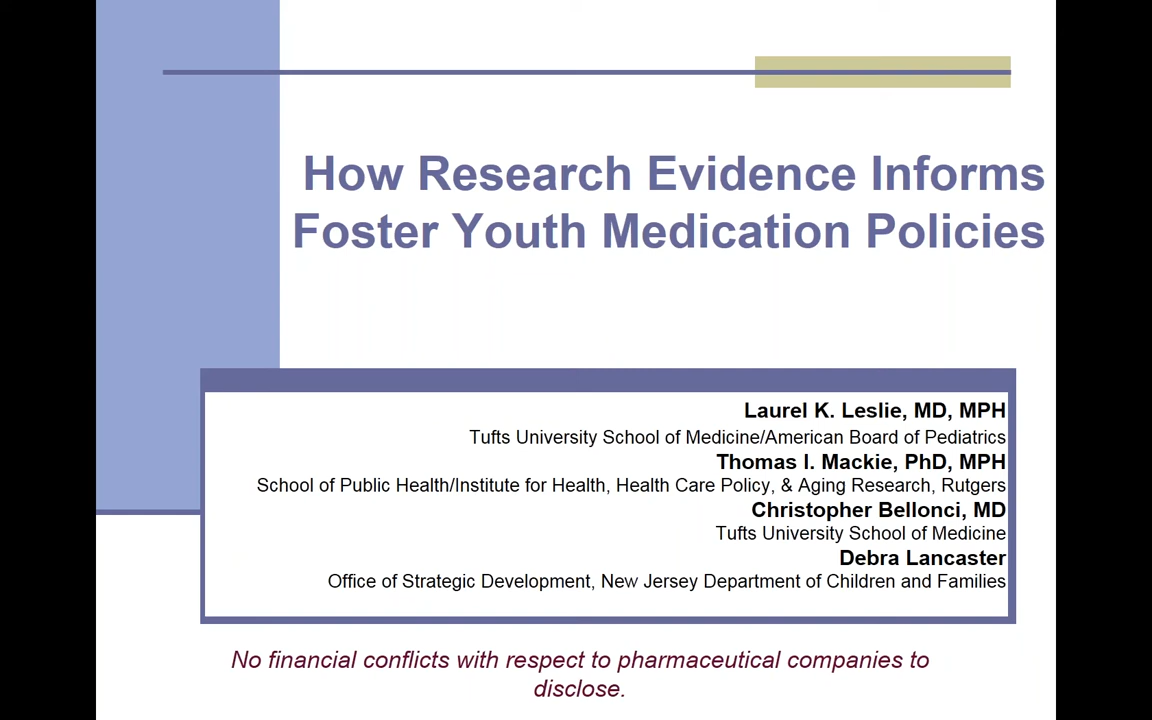 How Research Evidence Informs
Foster Youth Medication Policies
Laurel K. Leslie, MD, MPH
Tufts University School of Medicine/American Board of Pediatrics
Thomas I. Mackie, PhD, MPH
School of Public Health/Institute for Health, Health Care Policy, & Aging Research, Rutgers
Christopher Bellonci, MD
Tufts University School of Medicine
Debra Lancaster
Office of Strategic Development, New Jersey Department of Children and Families
No financial conflicts with respect to pharmaceutical companies to
disclose.